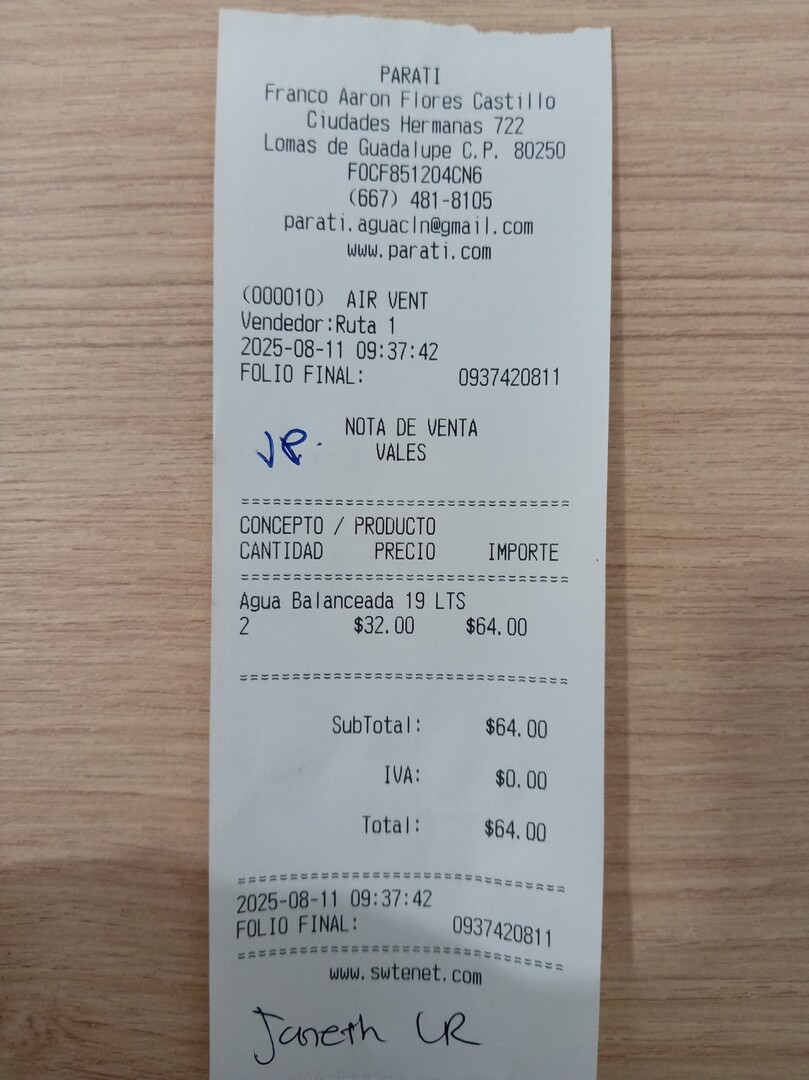 PARATI
Franco Aaron Flores Castillo
Ciudades Hermanas 722
Lomas de Guadalupe C.P. 80250
FOCF851204CN6
(667) 481-8105
parati.aguacln@gmail.com
www.parati.com
(000010) AIR VENT
Vendedor:Ruta 1
2025-08-11 09:37:42
FOLIO FINAL: 0937420811
NOTA DE VENTA
VALES
==============================
CONCEPTO / PRODUCTO
CANTIDAD PRECIO IMPORTE
==============================
Agua Balanceada 19 LTS
2 $32.00 $64.00
==============================
SubTotal: $64.00
IVA: $0.00
Total: $64.00
==============================
2025-08-11 09:37:42
FOLIO FINAL: 0937420811
==============================
www.swtenet.com
Janeth